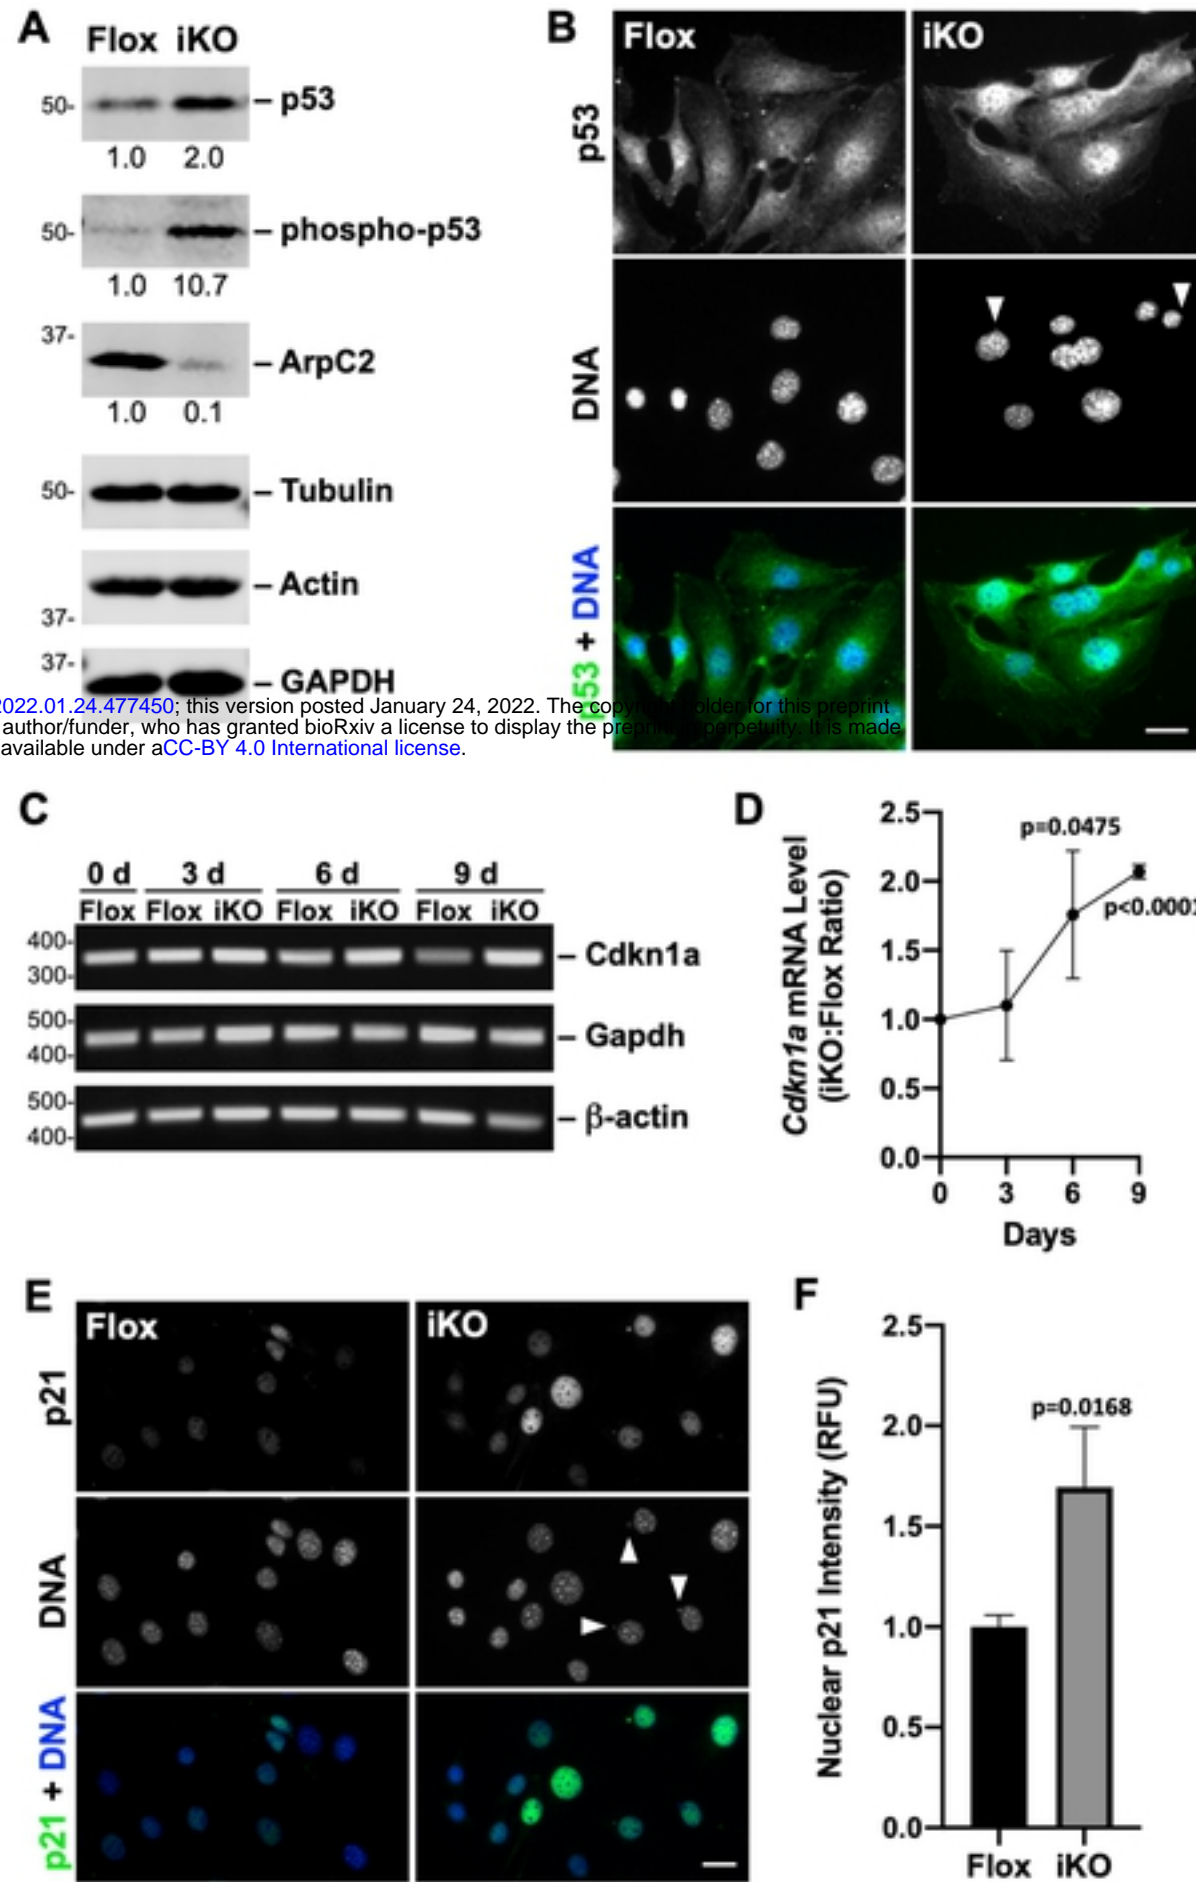 A
Flox iKO
50- – p53
1.0 2.0
50- – phospho-p53
1.0 10.7
37-
– ArpC2
1.0 0.1
50- – Tubulin
– Actin
37-
37-
– GAPDH
2022.01.24.477450; this version posted January 24, 2022. The copyright holder for this preprint
author/funder, who has granted bioRxiv a license to display the preprint in perpetuity. It is made
available under aCC-BY 4.0 International license.
B
Flox iKO
p53
DNA
p53 + DNA
C
0 d 3 d 6 d 9 d
Flox Flox iKO Flox iKO Flox iKO
400-
– Cdkn1a
300-
500-
– Gapdh
400-
500-
– β-actin
400-
D
Cdkn1a mRNA Level
(iKO:Flox Ratio)
2.5
2.0
1.5
1.0
0.5
0.0
p=0.0475
p<0.0001
0 3 6 9
Days
E
Flox iKO
p21
DNA
p21 + DNA
F
Nuclear p21 Intensity (RFU)
2.5
2.0
1.5
1.0
0.5
0.0
p=0.0168
Flox iKO